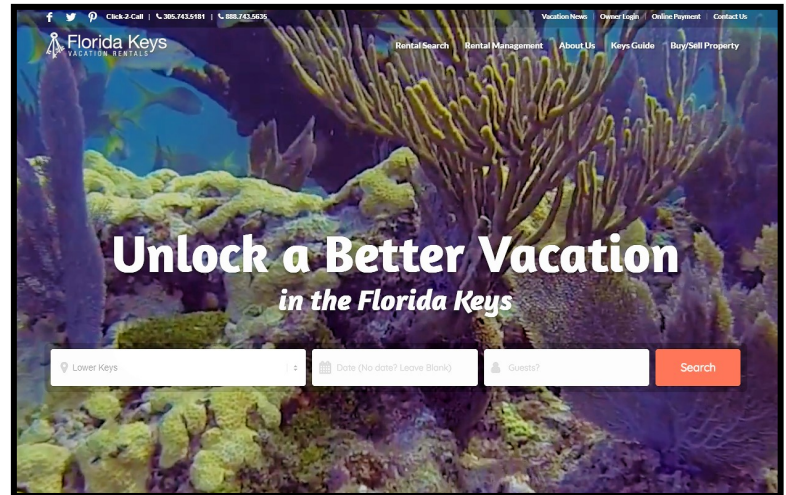 Click-2-Call | 305.743.5181 | 888.743.5635
Vacation News | Owner Login | Online Payment | Contact Us
Florida Keys
VACATION RENTALS
Rental Search Rental Management About Us Keys Guide Buy/Sell Property
Unlock a Better Vacation
in the Florida Keys
Lower Keys Date (No date? Leave Blank) Guests? Search